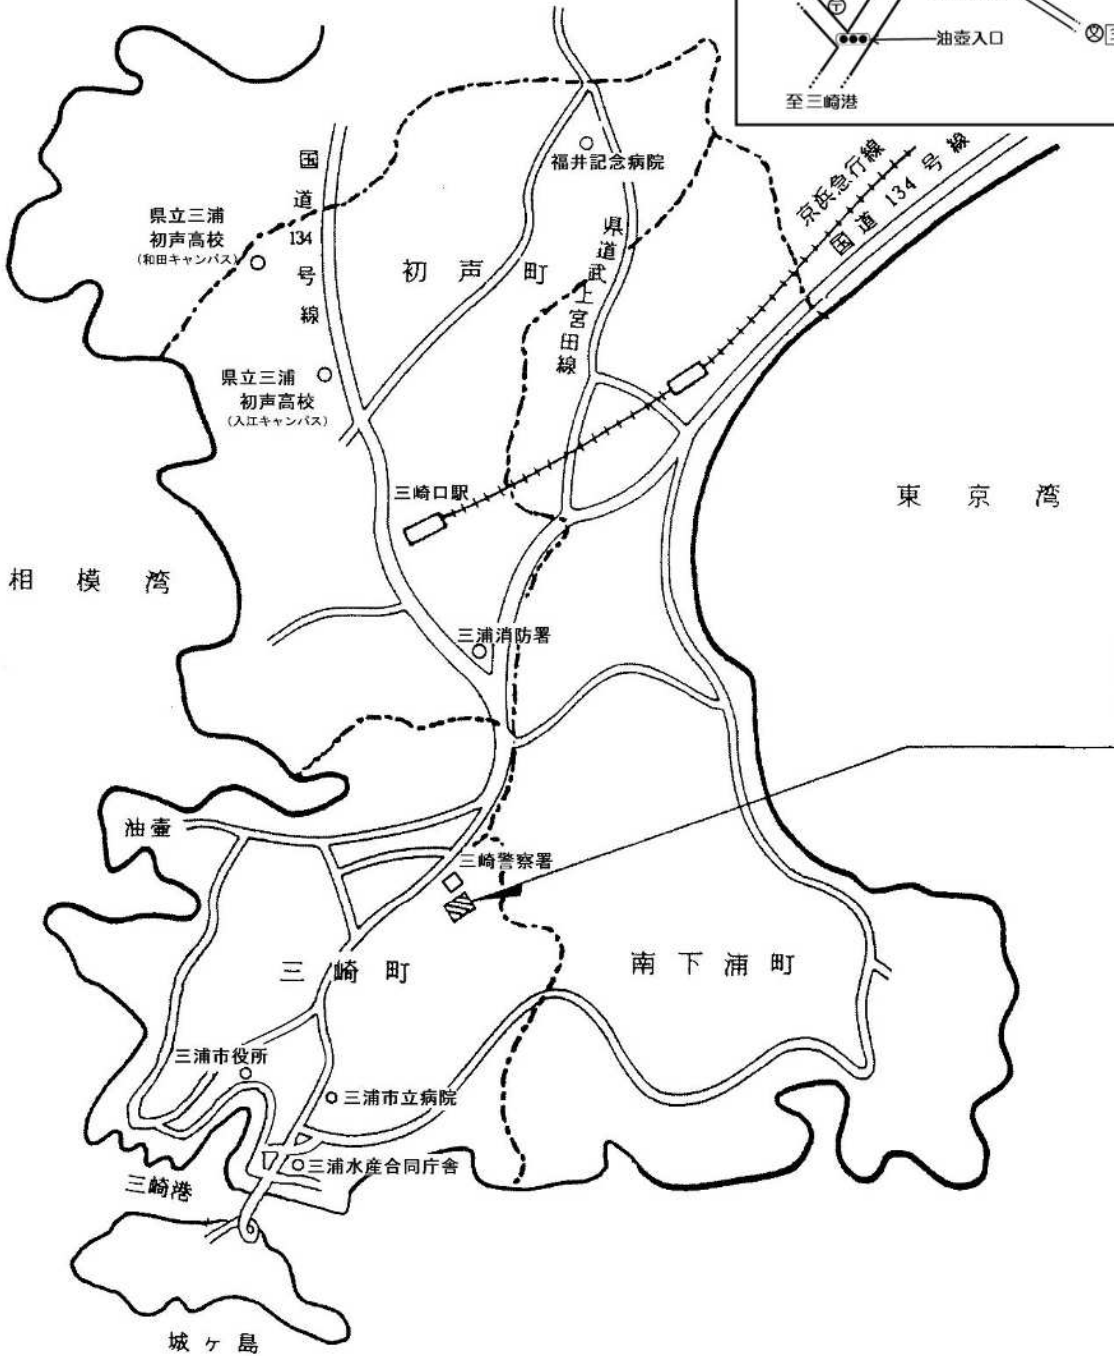 油壺入口
至三崎港
福井記念病院
京浜急行線
国道134号線
国道134号線
県立三浦
初声高校
(和田キャンパス)
初声町
県道武上宮田線
県立三浦
初声高校
(入江キャンパス)
三崎口駅
東京湾
相模湾
三浦消防署
油壷
三崎警察署
三崎町
南下浦町
三浦市役所
三浦市立病院
三浦水産合同庁舎
三崎港
城ヶ島